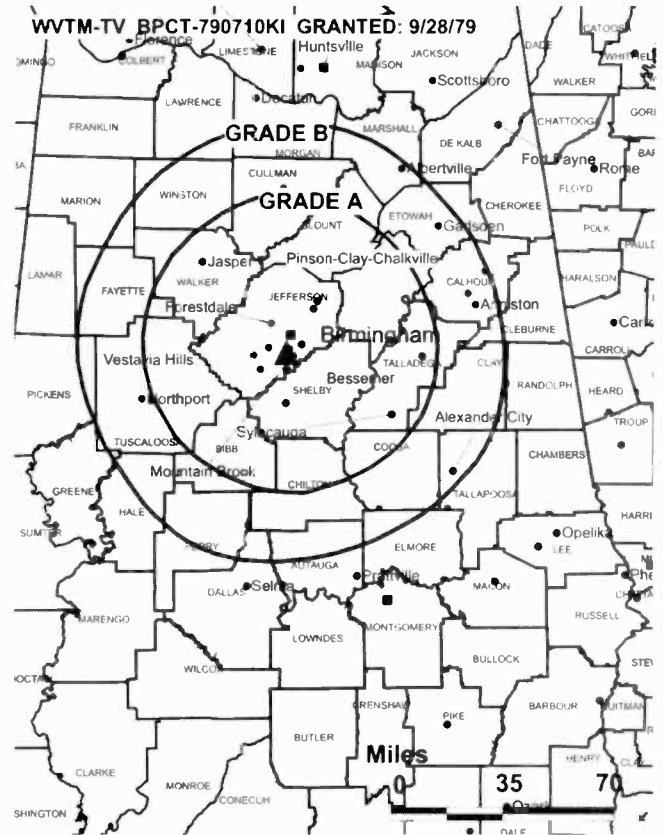 WVTM-TV BPCT-790710KI GRANTED: 9/28/79
Florence
LIMESTONE
Huntsville
JACKSON
DADE
COLBERT
MADISON
WALKER
Scottsboro
LAWRENCE
Decatur
CHATTOOGA
FRANKLIN
GRADE B
MARSHALL
DE KALB
MORGAN
Fort Payne
Rome
CULLMAN
Albertville
FLOYD
MARION
WINSTON
GRADE A
CHEROKEE
ETOWAH
Gadsden
POLK
BLOUNT
Jasper
Pinson-Clay-Chalkville
LAMAR
WALKER
CALHOUN
HARALSON
FAYETTE
JEFFERSON
Anniston
Forestdale
CLEBURNE
Birmingham
CARROLL
Vestavia Hills
TALLADEGA
CLAY
Bessemer
RANDOLPH
HEARD
PICKENS
Northport
SHELBY
Alexander City
TROUP
TUSCALOOSA
Sylacauga
BIBB
COOSA
CHAMBERS
Mountain Brook
CHILTON
GREENE
TALLAPOOSA
HALE
SUMTER
PERRY
Opelika
ELMORE
LEE
AUTAUGA
Prattville
DALLAS
Selma
MACON
MARENGO
RUSSELL
MONTGOMERY
LOWNDES
WILCOX
BULLOCK
CRENSHAW
BARBOUR
BUTLER
PIKE
Miles
HENRY
CLARKE
0 35 70
MONROE
CONECUH
Ozark
DALE